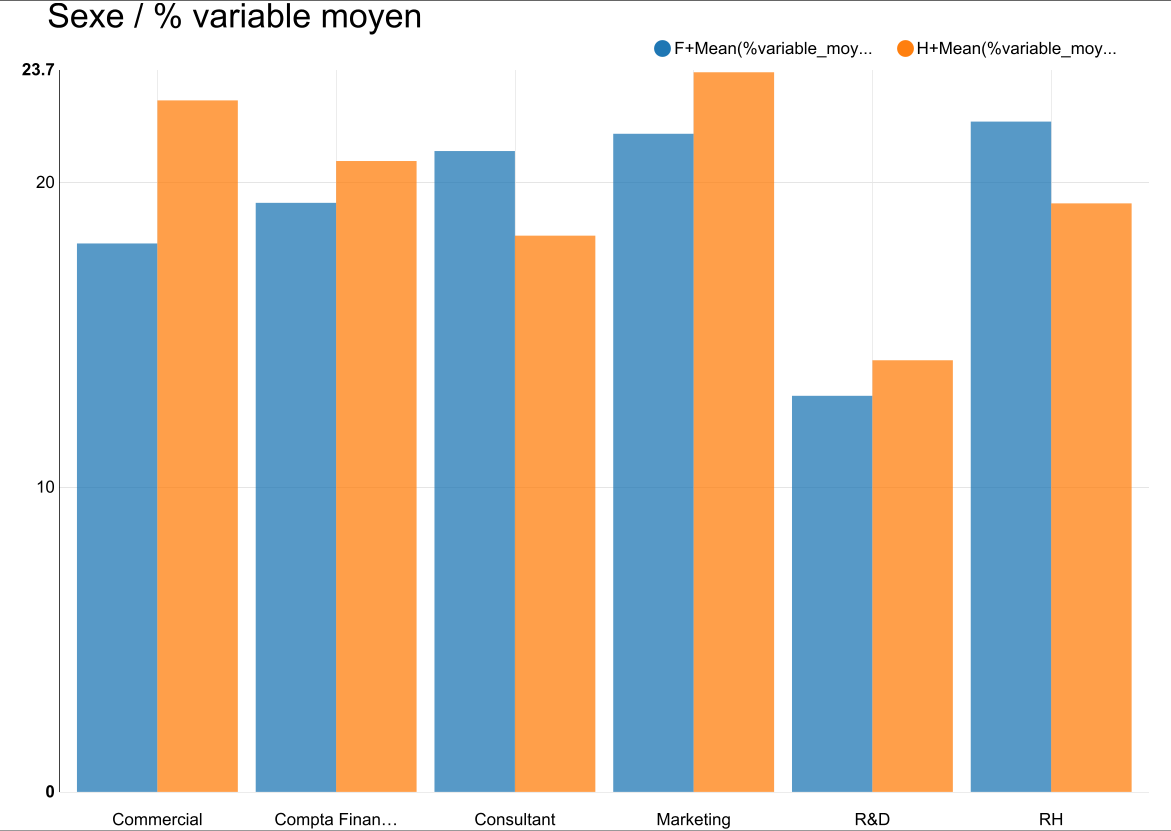 Sexe / % variable moyen
F+Mean(%variable_moy... H+Mean(%variable_moy...
23.7
20
10
0
Commercial Compta Finan… Consultant Marketing R&D RH